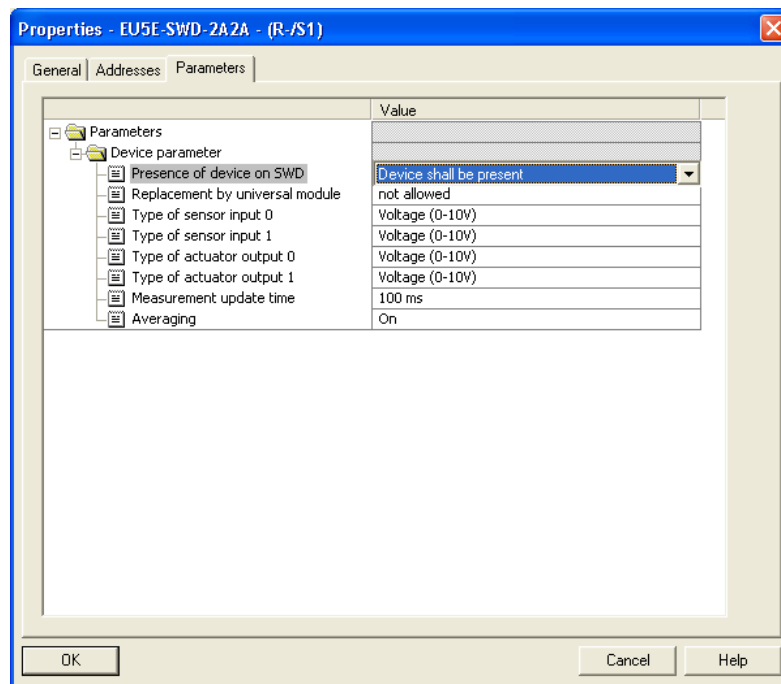 Properties - EU5E-SWD-2A2A - (R-/S1)
General Addresses Parameters
Value
Parameters
Device parameter
Presence of device on SWD Device shall be present
Replacement by universal module not allowed
Type of sensor input 0 Voltage (0-10V)
Type of sensor input 1 Voltage (0-10V)
Type of actuator output 0 Voltage (0-10V)
Type of actuator output 1 Voltage (0-10V)
Measurement update time 100 ms
Averaging On
OK Cancel Help